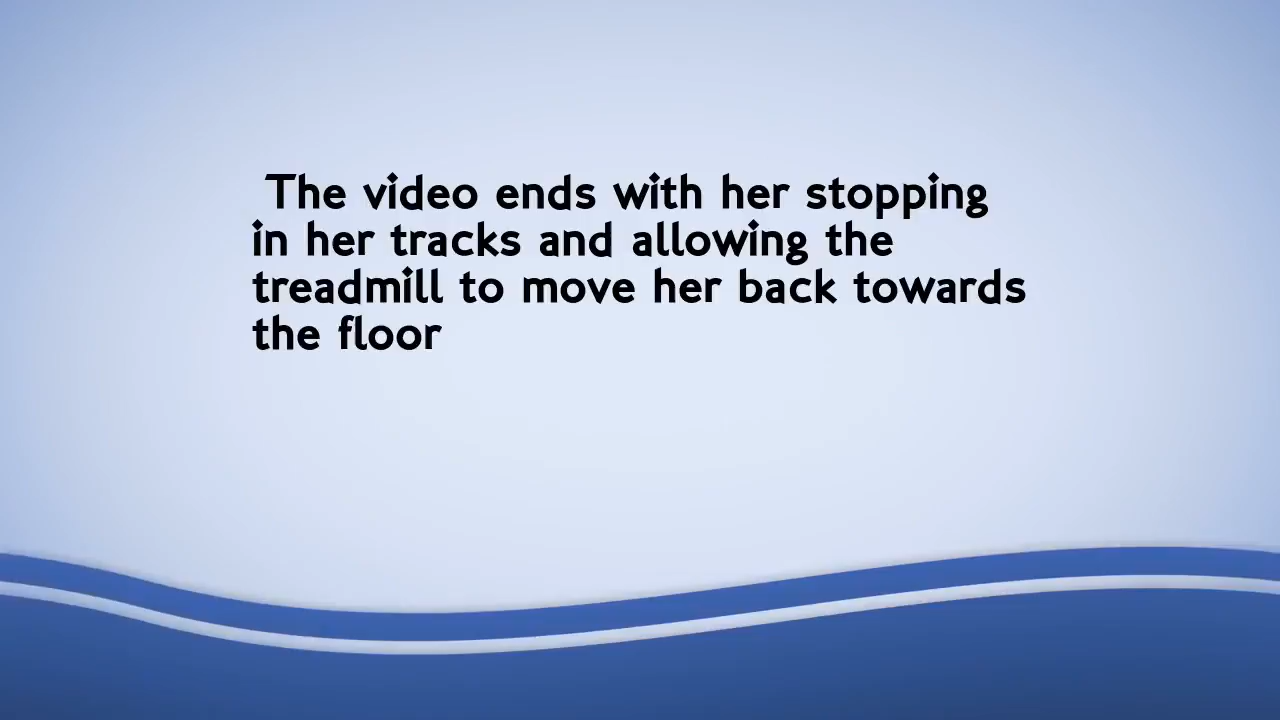 The video ends with her stopping
in her tracks and allowing the
treadmill to move her back towards
the floor